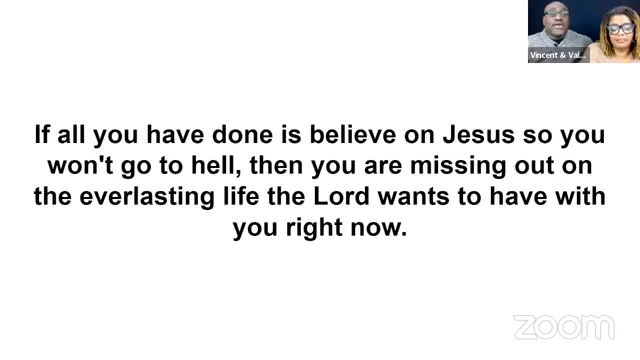 Vincent & Val...
If all you have done is believe on Jesus so you
won't go to hell, then you are missing out on
the everlasting life the Lord wants to have with
you right now.
zoom